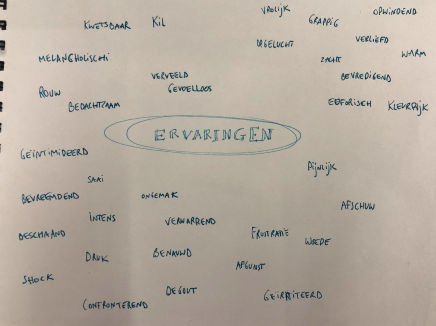 VROLIJK
OPWINDEND
KWETSBAAR
KIL
GRAPPIG
OPGELUCHT
VERLIEFD
MELANCHOLISCH
ZACHT
WARM
VERVEELD
BEVREDIGEND
ROUW
GEVOELLOOS
BEDACHTZAAM
EUFORISCH
KLEURRIJK
ERVARINGEN
GEÏNTIMIDEERD
PIJNLIJK
SAAI
BEVREEMDEND
ONGEMAK
AFSCHUW
INTENS
VERWARREND
BESCHAAMD
FRUSTRATIE
WOEDE
DRUK
BENAUWD
AFGUNST
SHOCK
DEGOUT
GEÏRRITEERD
CONFRONTEREND